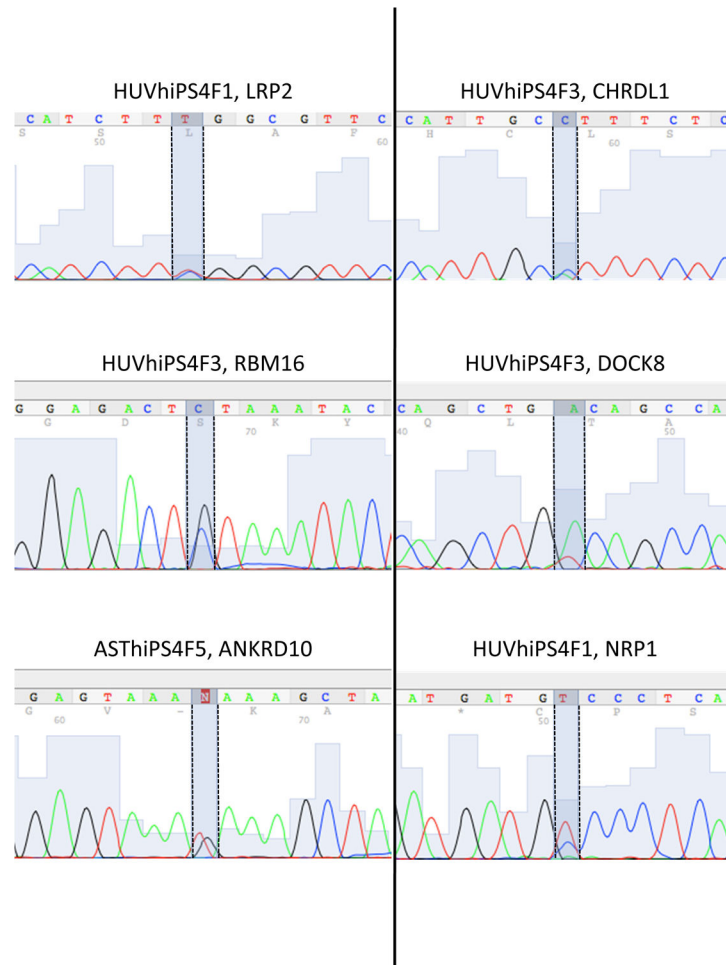 HUVhiPS4F1, LRP2
C A T C T T T G G C G T T C
S S L A F
50 60
HUVhiPS4F3, RBM16
G G A G A C T C T A A A T A C
G D S K Y
70
ASThiPS4F5, ANKRD10
G A G T A A A N A A A G C T A
G V - K A
60 70
HUVhiPS4F3, CHRDL1
C A T T G C C T T T C T C
H C L S
60
HUVhiPS4F3, DOCK8
C A G C T G A C A G C C A
Q L T A
40 50
HUVhiPS4F1, NRP1
A T G A T G T C C C T C A
* C P S
50